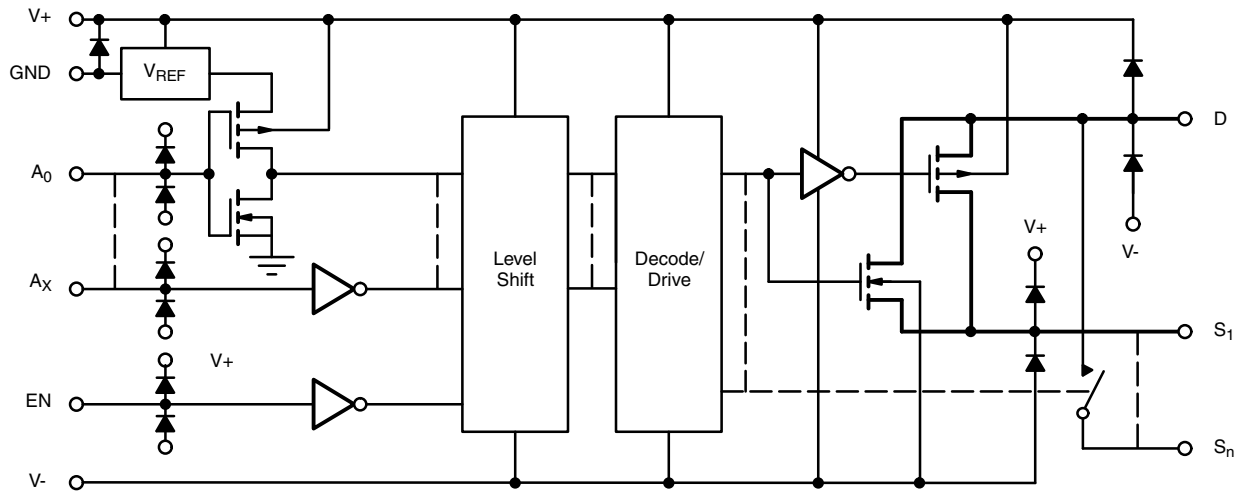 V+
GND
VREF
D
A0
Level
Shift
Decode/
Drive
V+
V-
AX
S1
V+
EN
Sn
V-